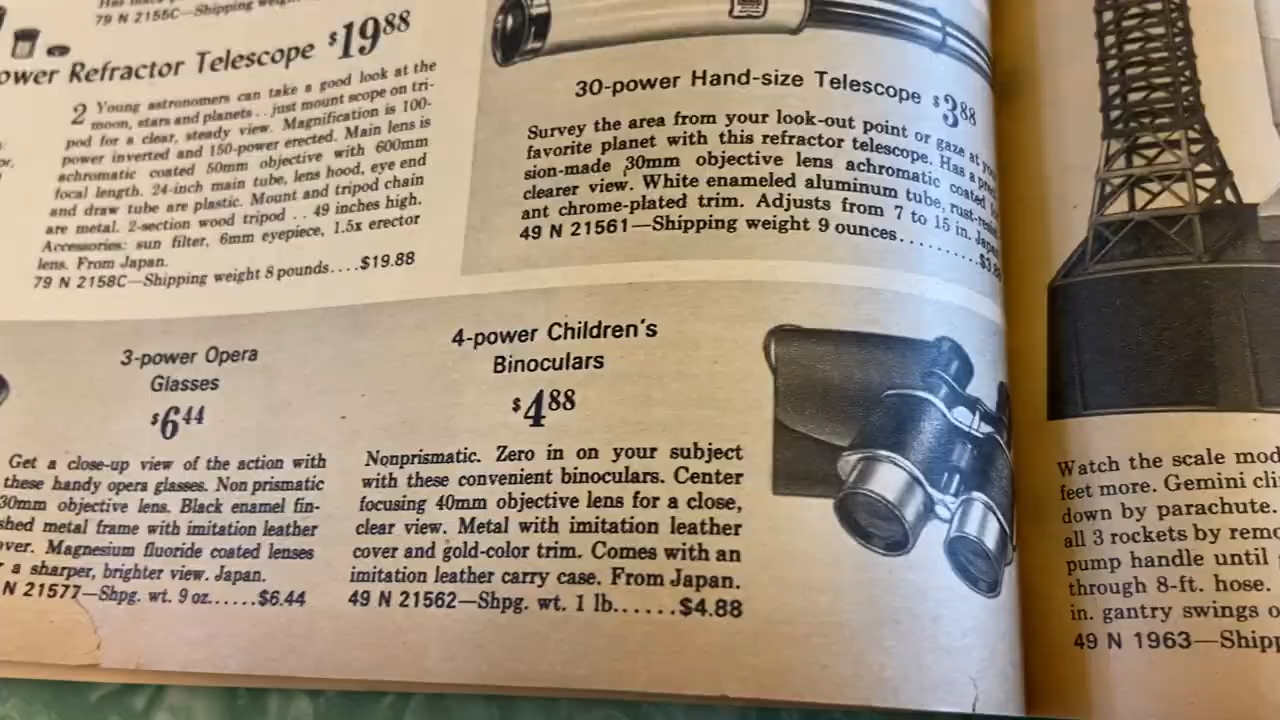 79 N 2155C—Shipping
ower Refractor Telescope $19.88
2 Young astronomers can take a good look at the
moon, stars and planets . . just mount scope on tri-
pod for a clear, steady view. Magnification is 100-
power inverted and 150-power erected. Main lens is
achromatic coated 50mm objective with 600mm
focal length. 24-inch main tube, lens hood, eye end
and draw tube are plastic. Mount and tripod chain
are metal. 2-section wood tripod . . 49 inches high.
Accessories: sun filter, 6mm eyepiece, 1.5x erector
lens. From Japan.
79 N 2158C—Shipping weight 8 pounds....$19.88
30-power Hand-size Telescope $3.88
Survey the area from your look-out point or gaze at
favorite planet with this refractor telescope. Has a
sion-made 30mm objective lens achromatic coated
clearer view. White enameled aluminum tube, rust-
ant chrome-plated trim. Adjusts from 7 to 15 in.
49 N 21561—Shipping weight 9 ounces.........
3-power Opera
Glasses
$6.44
Get a close-up view of the action with
these handy opera glasses. Non prismatic
30mm objective lens. Black enamel fin-
shed metal frame with imitation leather
over. Magnesium fluoride coated lenses
a sharper, brighter view. Japan.
N 21577—Shpg. wt. 9 oz......$6.44
4-power Children's
Binoculars
$4.88
Nonprismatic. Zero in on your subject
with these convenient binoculars. Center
focusing 40mm objective lens for a close,
clear view. Metal with imitation leather
cover and gold-color trim. Comes with an
imitation leather carry case. From Japan.
49 N 21562—Shpg. wt. 1 lb......$4.88
Watch the scale mod
feet more. Gemini cli
down by parachute.
all 3 rockets by remo
pump handle until
through 8-ft. hose.
in. gantry swings o
49 N 1963—Shipp